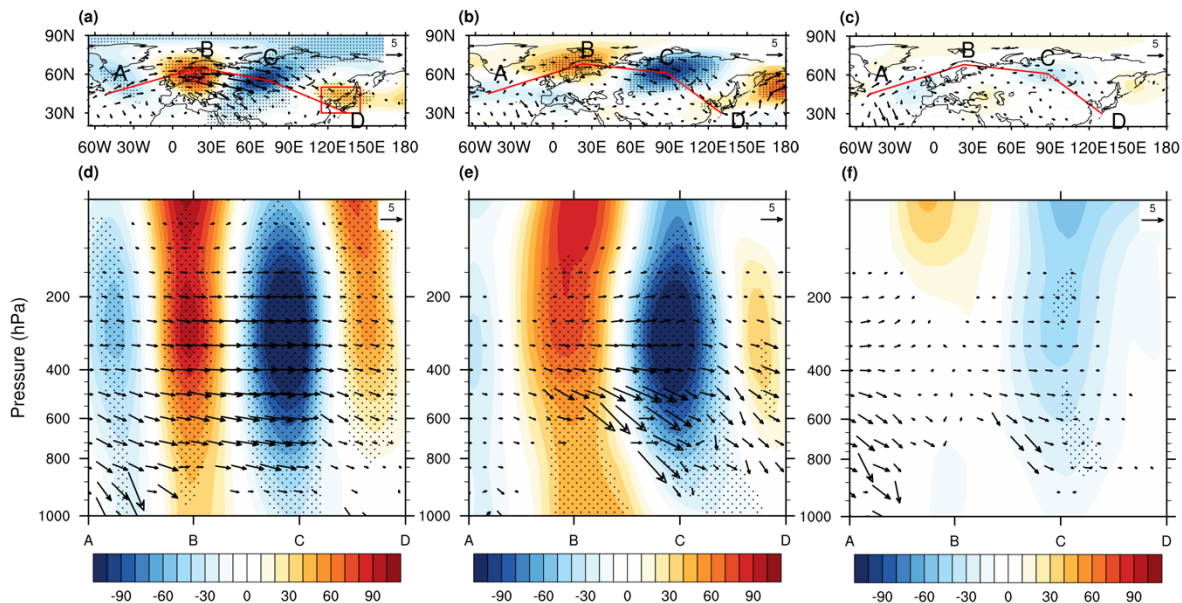 (a) (b) (c)
90N 60N 30N A B C D 5
60W 30W 0 30E 60E 90E 120E 150E 180
90N 60N 30N A B C D 5
60W 30W 0 30E 60E 90E 120E 150E 180
90N 60N 30N A B C D 5
60W 30W 0 30E 60E 90E 120E 150E 180
(d) (e) (f)
Pressure (hPa)
5 5 5
200 200 200
300 300 300
400 400 400
600 600 600
800 800 800
1000 1000 1000
A B C D A B C D A B C D
-90 -60 -30 0 30 60 90 -90 -60 -30 0 30 60 90 -90 -60 -30 0 30 60 90